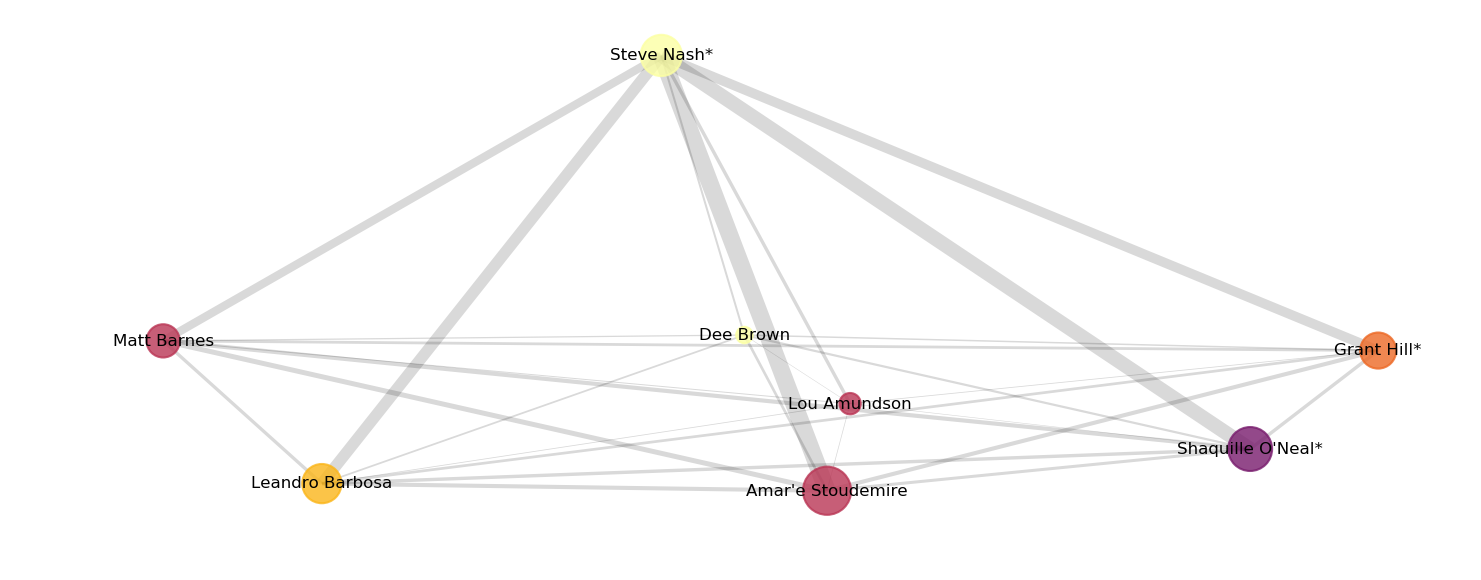 Steve Nash*
Dee Brown
Matt Barnes
Grant Hill*
Lou Amundson
Shaquille O'Neal*
Leandro Barbosa
Amar'e Stoudemire